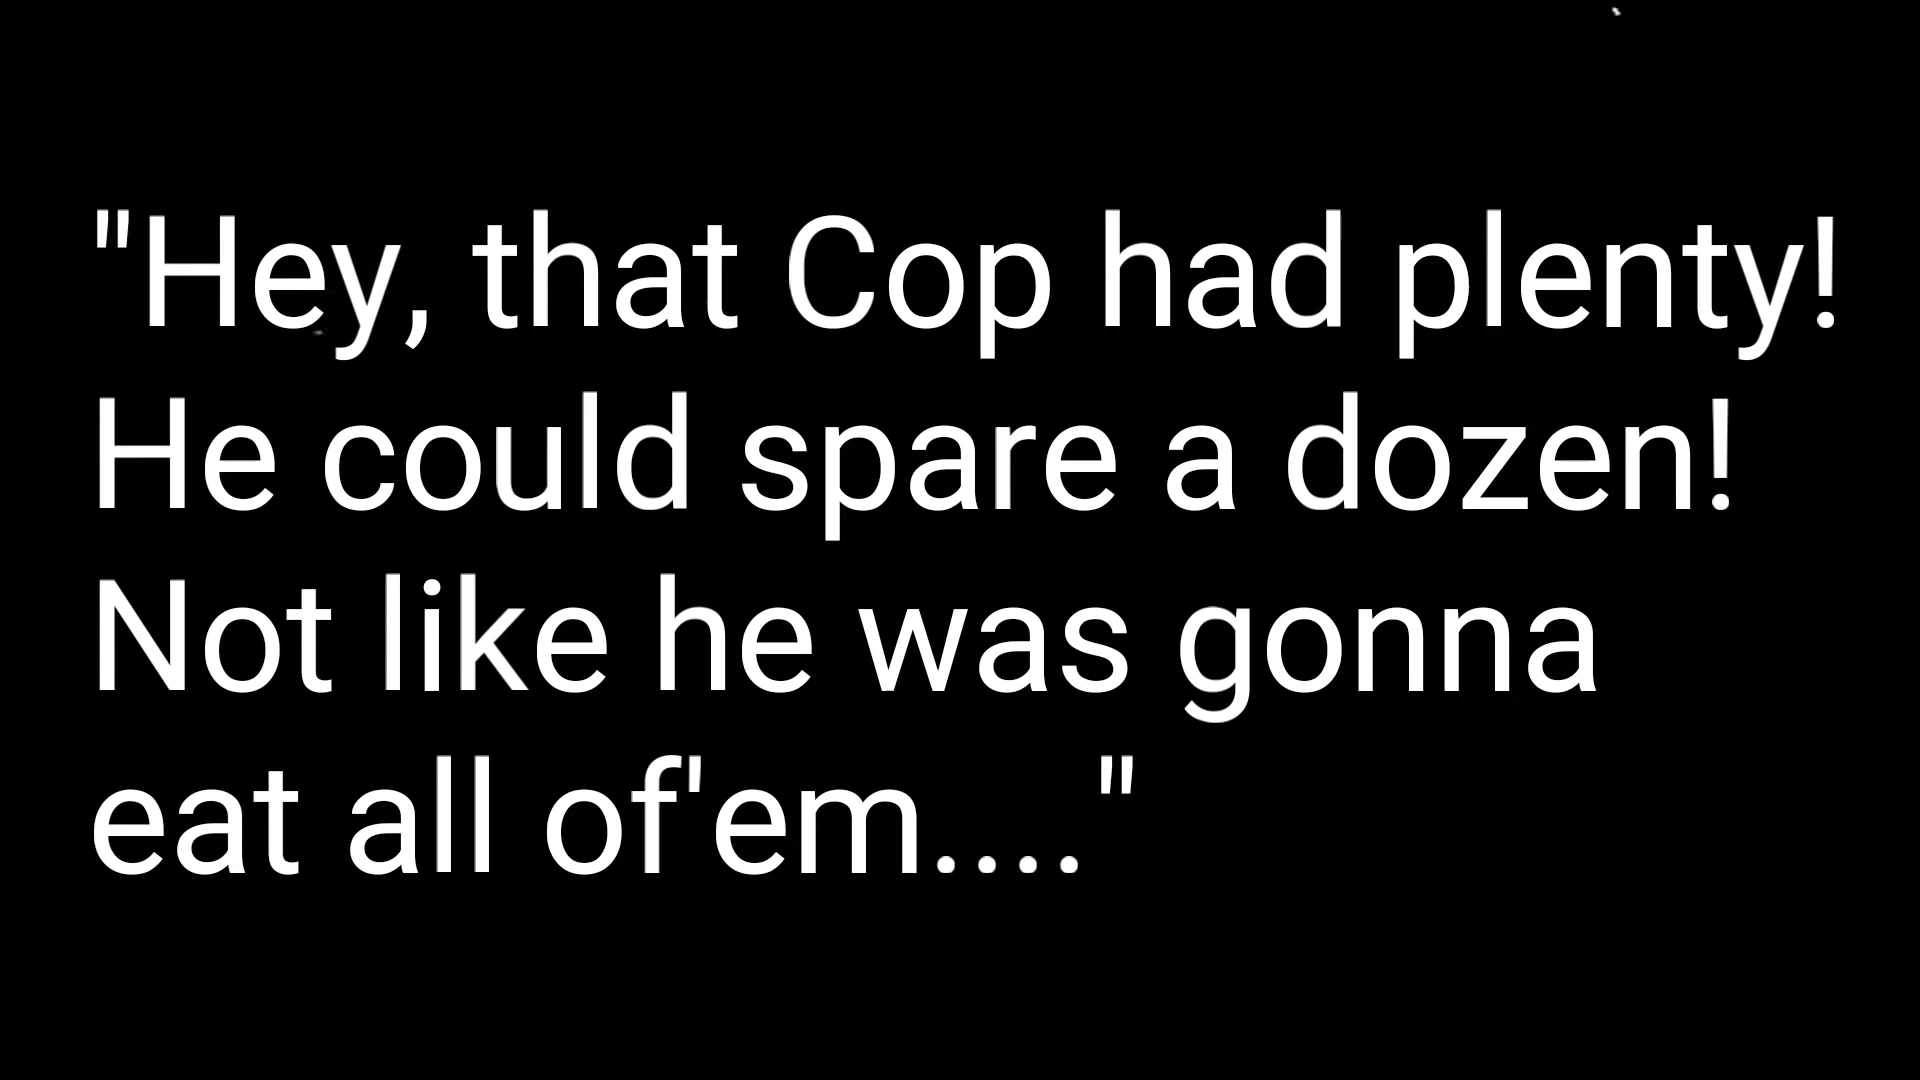 "Hey, that Cop had plenty!
He could spare a dozen!
Not like he was gonna
eat all of'em...."